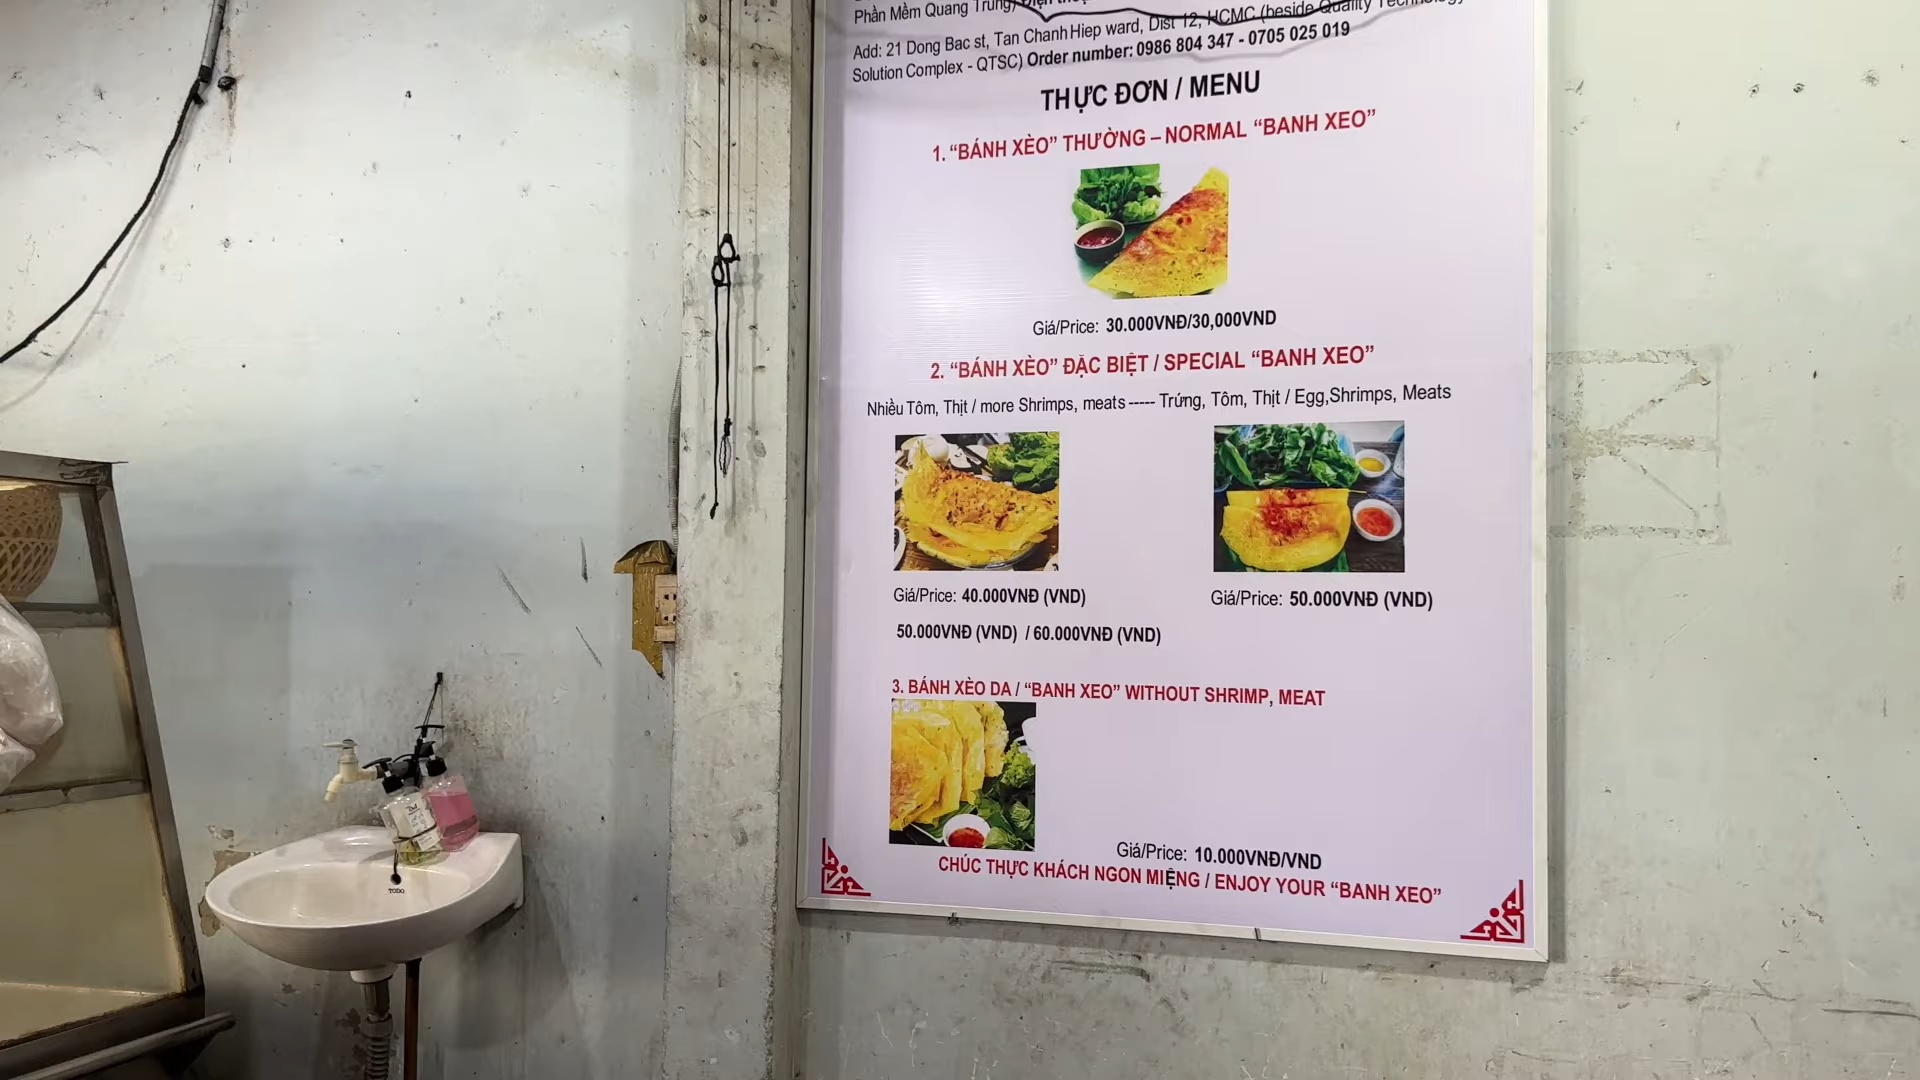 Phần Mềm Quang Trung)
Add: 21 Dong Bac st, Tan Chanh Hiep ward, Dist 12, HCMC (beside Quality Technology
Solution Complex - QTSC) Order number: 0986 804 347 - 0705 025 019
THỰC ĐƠN / MENU
1. “BÁNH XÈO” THƯỜNG – NORMAL “BANH XEO”
Giá/Price: 30.000VNĐ/30,000VND
2. “BÁNH XÈO” ĐẶC BIỆT / SPECIAL “BANH XEO”
Nhiều Tôm, Thịt / more Shrimps, meats ----- Trứng, Tôm, Thịt / Egg,Shrimps, Meats
Giá/Price: 40.000VNĐ (VND)
Giá/Price: 50.000VNĐ (VND)
50.000VNĐ (VND) / 60.000VNĐ (VND)
3. BÁNH XÈO DA / “BANH XEO” WITHOUT SHRIMP, MEAT
Giá/Price: 10.000VNĐ/VND
CHÚC THỰC KHÁCH NGON MIỆNG / ENJOY YOUR “BANH XEO”
TODO